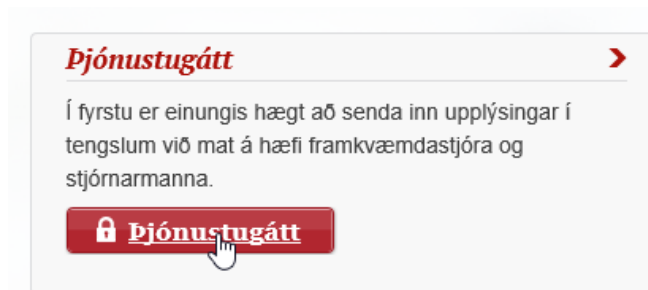 Þjónustugátt
Í fyrstu er einungis hægt að senda inn upplýsingar í
tengslum við mat á hæfi framkvæmdastjóra og
stjórnarmanna.
Þjónustugátt